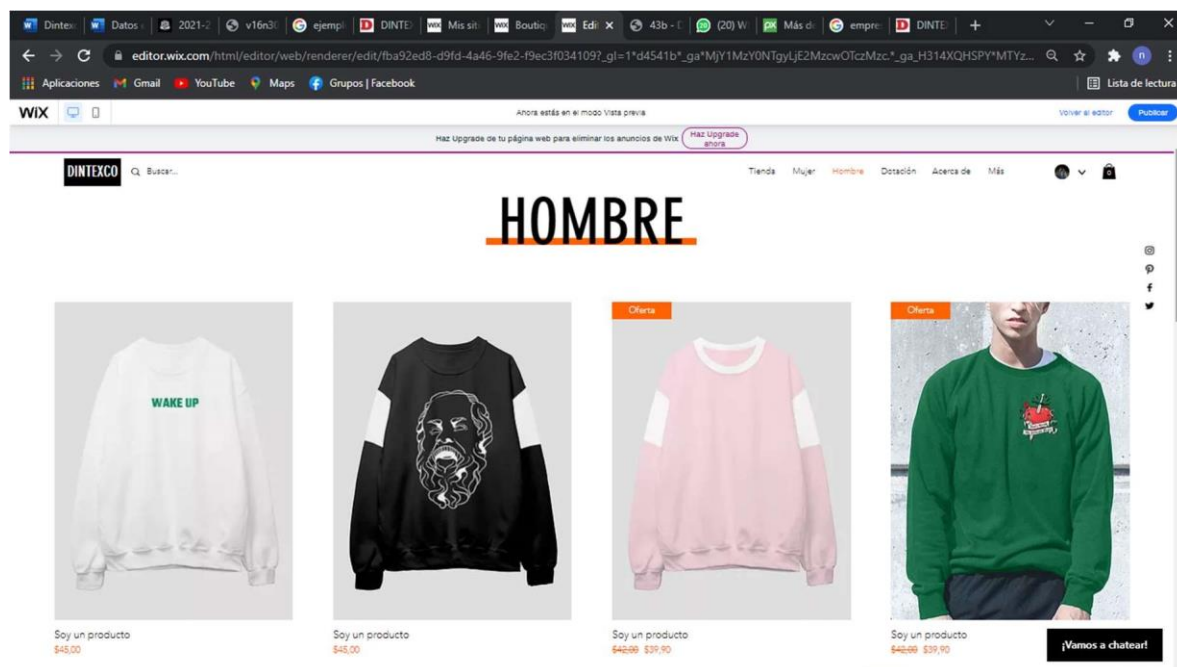 Dintex
Datos
2021-2
v16n30
ejempl
DINTE
Mis siti
Boutiq
Edit
43b - D
(20) W
Más de
empre
DINTE
editor.wix.com/html/editor/web/renderer/edit/fba92ed8-d9fd-4a46-9fe2-f9ec3f034109?_gl=1*d4541b*_ga*MjY1MzY0NTgyLjE2MzcwOTczMzc.*_ga_H314XQHSPY*MTYz...
Aplicaciones Gmail YouTube Maps Grupos | Facebook Lista de lectura
WiX Ahora estás en el modo Vista previa Volver al editor Publicar
Haz Upgrade de tu página web para eliminar los anuncios de Wix Haz Upgrade
ahora
DINTEXCO Buscar... Tienda Mujer Hombre Dotación Acerca de Más 0
HOMBRE
Oferta Oferta
WAKE UP
Soy un producto Soy un producto Soy un producto Soy un producto
$45,00 $45,00 $42,00 $39,90 $42,00 $39,90
¡Vamos a chatear!